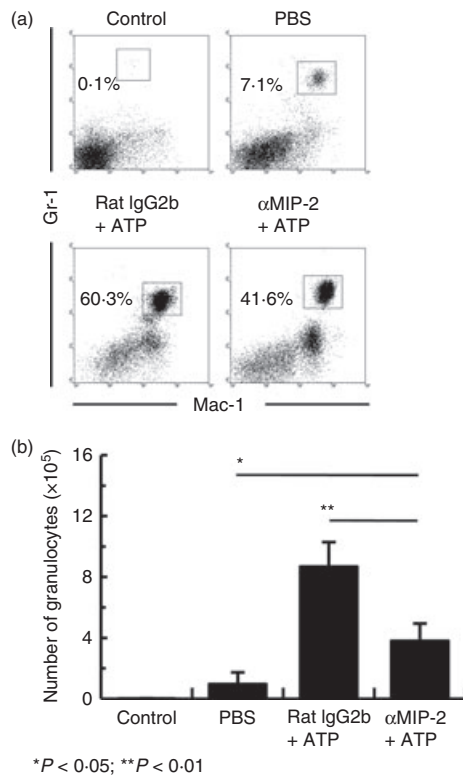 (a)
Control PBS
0·1% 7·1%
Rat IgG2b + ATP
αMIP-2 + ATP
60·3% 41·6%
Gr-1
Mac-1
(b)
Number of granulocytes (×10⁵)
16
12
8
4
0
*
**
Control PBS Rat IgG2b + ATP αMIP-2 + ATP
*P < 0·05; **P < 0·01